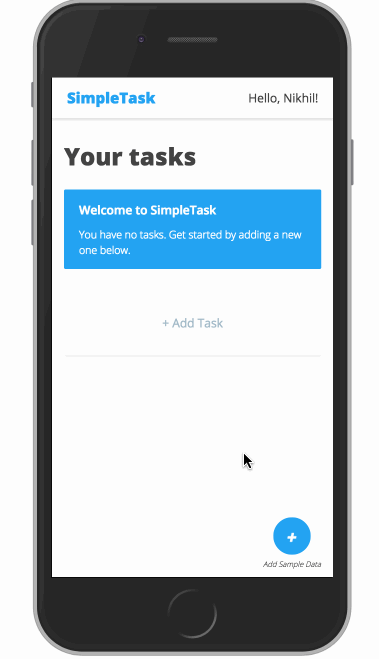 SimpleTask
Hello, Nikhil!
Your tasks
Welcome to SimpleTask
You have no tasks. Get started by adding a new
one below.
+ Add Task
+
Add Sample Data